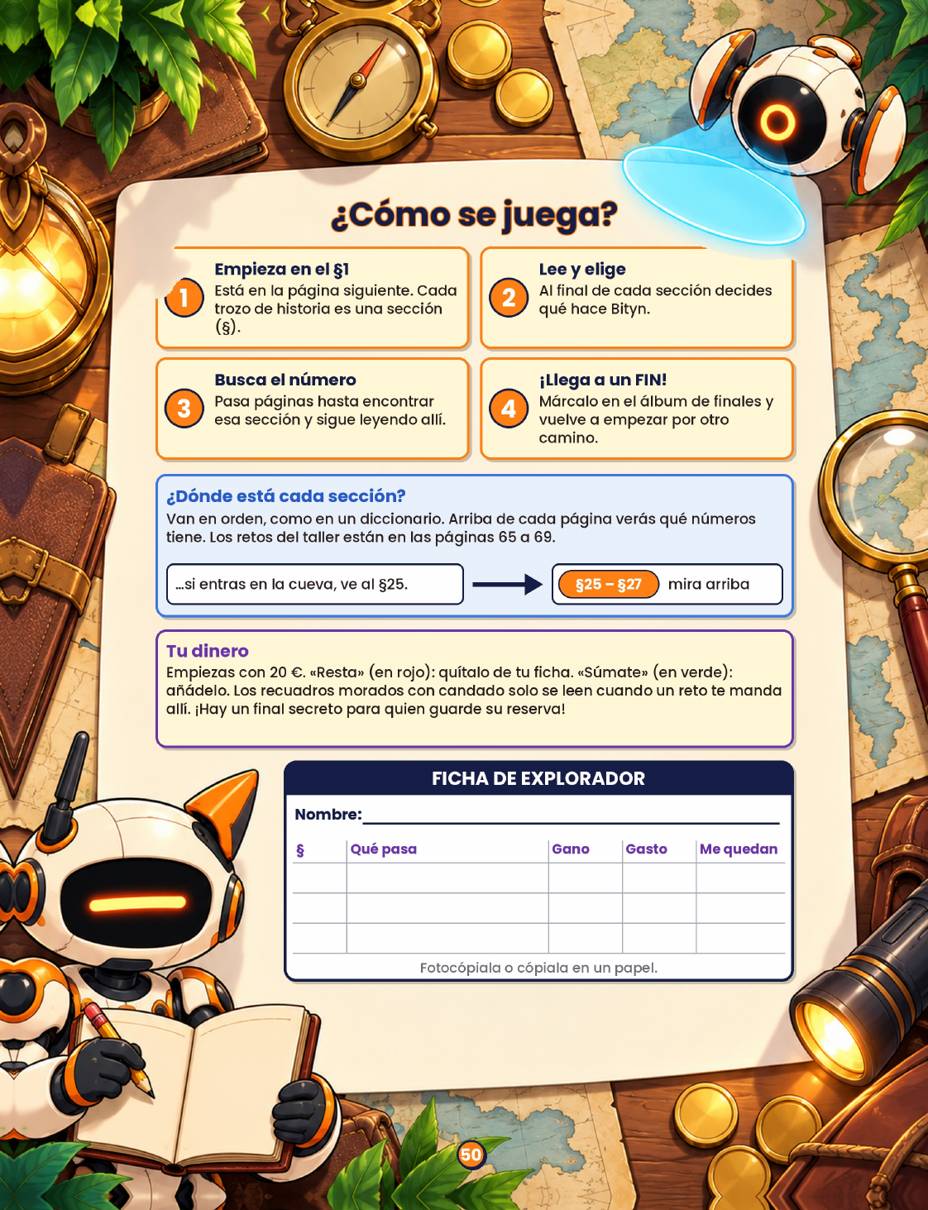 ¿Cómo se juega?
1
Empieza en el §1
Está en la página siguiente. Cada
trozo de historia es una sección
(§).
2
Lee y elige
Al final de cada sección decides
qué hace Bityn.
3
Busca el número
Pasa páginas hasta encontrar
esa sección y sigue leyendo allí.
4
¡Llega a un FIN!
Márcalo en el álbum de finales y
vuelve a empezar por otro
camino.
¿Dónde está cada sección?
Van en orden, como en un diccionario. Arriba de cada página verás qué números
tiene. Los retos del taller están en las páginas 65 a 69.
...si entras en la cueva, ve al §25.
§25 – §27 mira arriba
Tu dinero
Empiezas con 20 €. «Resta» (en rojo): quítalo de tu ficha. «Súmate» (en verde):
añádelo. Los recuadros morados con candado solo se leen cuando un reto te manda
allí. ¡Hay un final secreto para quien guarde su reserva!
FICHA DE EXPLORADOR
Nombre:
§ Qué pasa Gano Gasto Me quedan
Fotocópiala o cópiala en un papel.
50